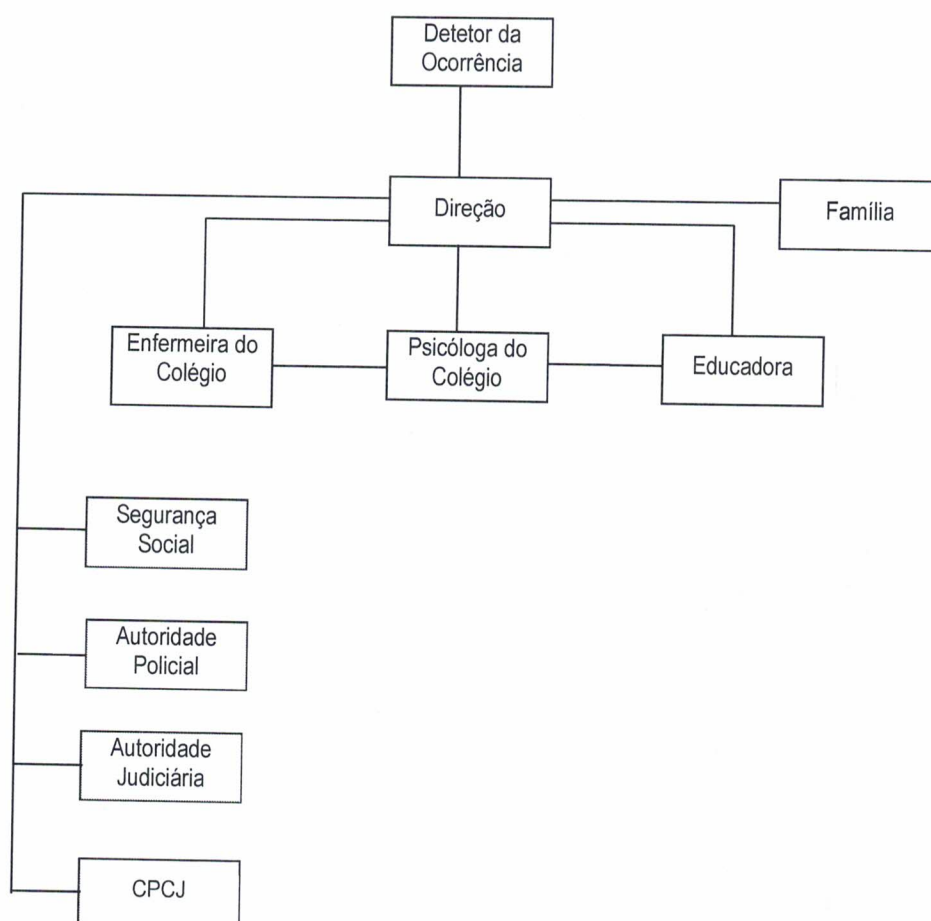 Detetor da
Ocorrência
Direção
Família
Enfermeira do
Colégio
Psicóloga do
Colégio
Educadora
Segurança
Social
Autoridade
Policial
Autoridade
Judiciária
CPCJ